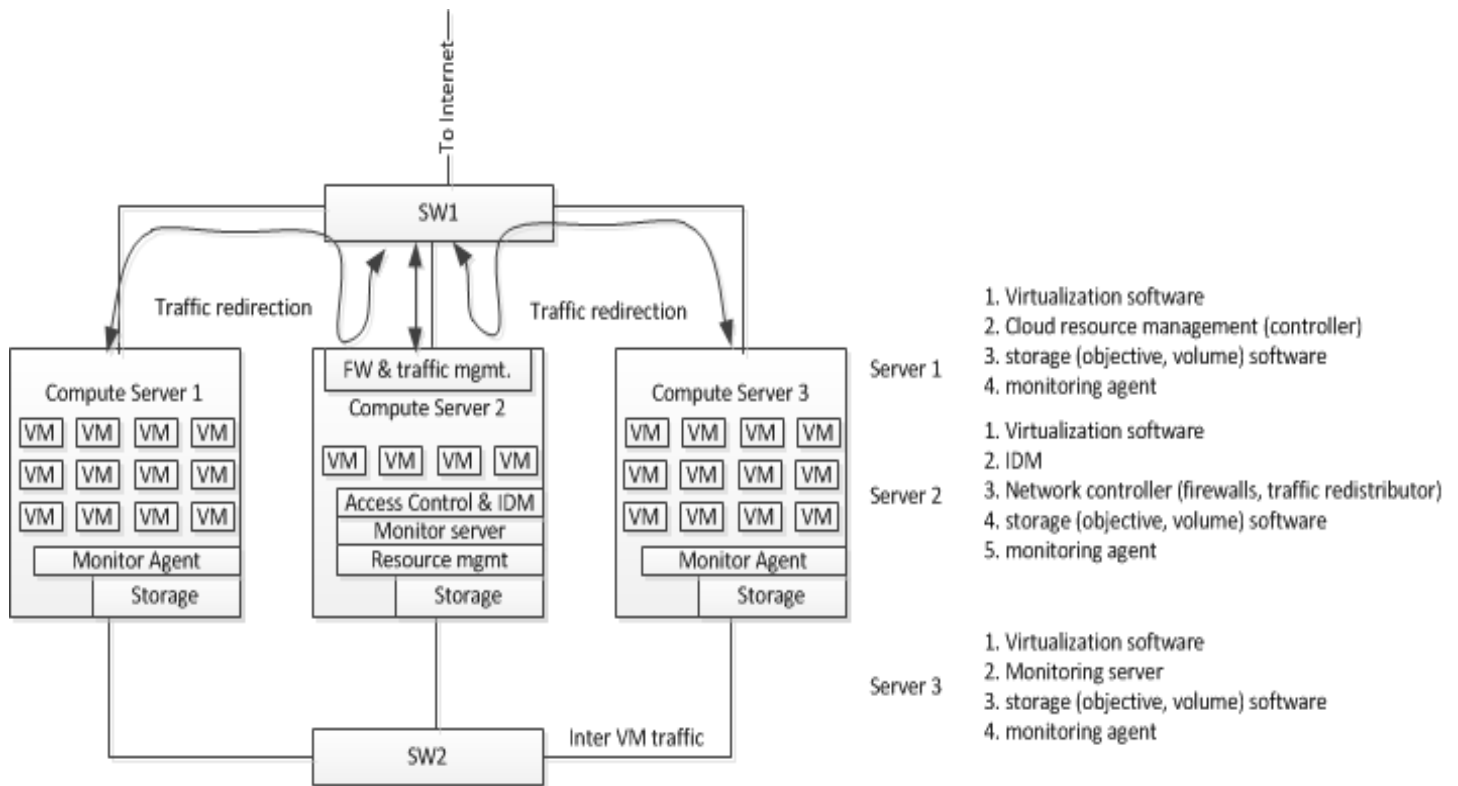 To Internet
SW1
Traffic redirection
Traffic redirection
Compute Server 1
VM VM VM VM
VM VM VM VM
VM VM VM VM
Monitor Agent
Storage
FW & traffic mgmt.
Compute Server 2
VM VM VM VM
Access Control & IDM
Monitor server
Resource mgmt
Storage
Compute Server 3
VM VM VM VM
VM VM VM VM
VM VM VM VM
Monitor Agent
Storage
SW2
Inter VM traffic
Server 1
1. Virtualization software
2. Cloud resource management (controller)
3. storage (objective, volume) software
4. monitoring agent
Server 2
1. Virtualization software
2. IDM
3. Network controller (firewalls, traffic redistributor)
4. storage (objective, volume) software
5. monitoring agent
Server 3
1. Virtualization software
2. Monitoring server
3. storage (objective, volume) software
4. monitoring agent